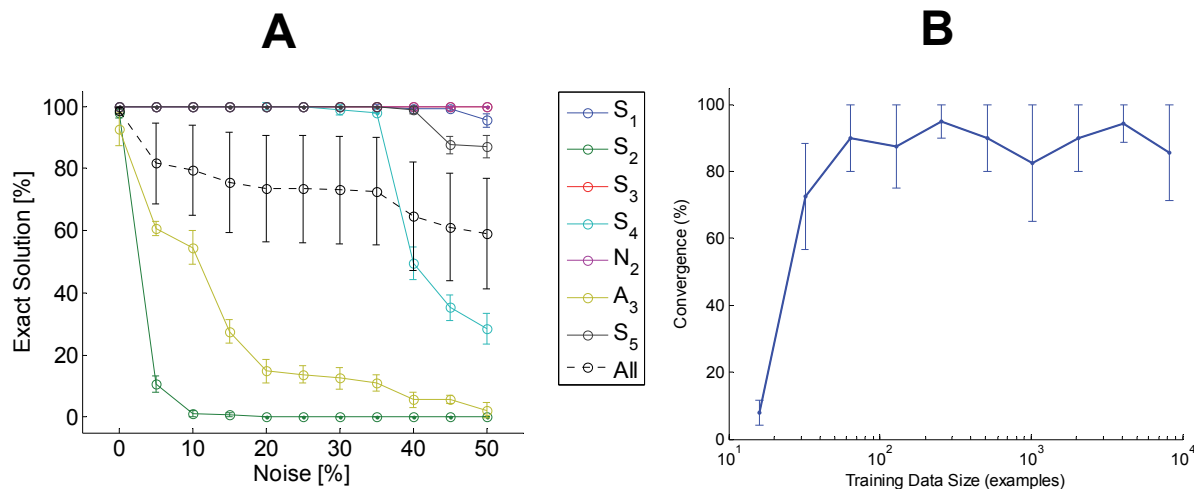 A
Exact Solution [%]
100
80
60
40
20
0
0 10 20 30 40 50
Noise [%]
S1
S2
S3
S4
N2
A3
S5
All
B
Convergence (%)
100
80
60
40
20
0
10^1 10^2 10^3 10^4
Training Data Size (examples)